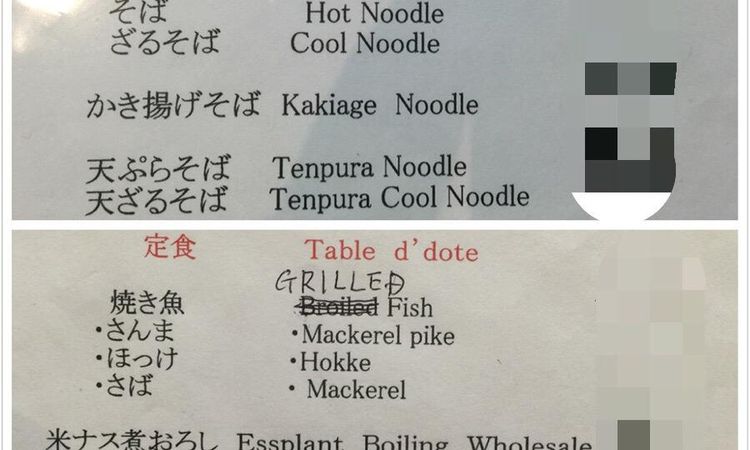 そば Hot Noodle
ざるそば Cool Noodle
かき揚げそば Kakiage Noodle
天ぷらそば Tenpura Noodle
天ざるそば Tenpura Cool Noodle
定食 Table d'dote
GRILLED
焼き魚 Broiled Fish
・さんま ・Mackerel pike
・ほっけ ・Hokke
・さば ・Mackerel
米ナス煮おろし Essplant Boiling Wholesale